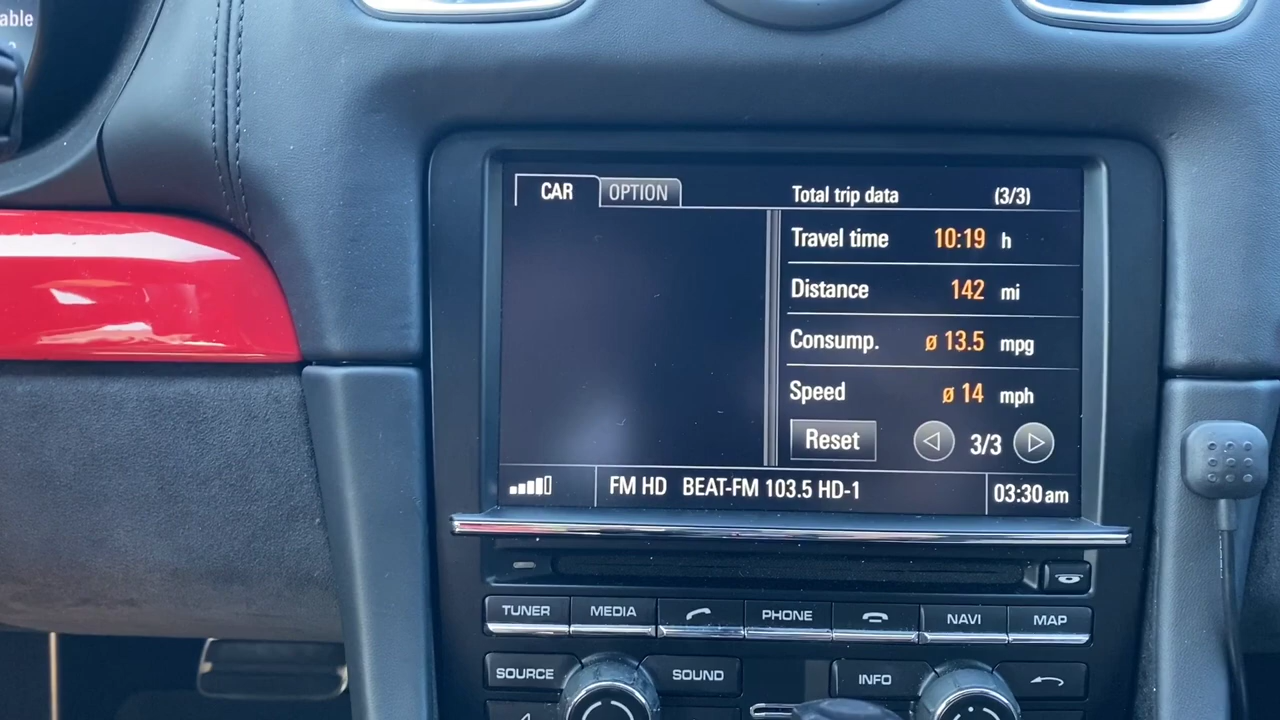 able
CAR OPTION Total trip data (3/3)
Travel time 10:19 h
Distance 142 mi
Consump. ø 13.5 mpg
Speed ø 14 mph
Reset 3/3
FM HD BEAT-FM 103.5 HD-1 03:30am
TUNER MEDIA PHONE NAVI MAP
SOURCE SOUND INFO